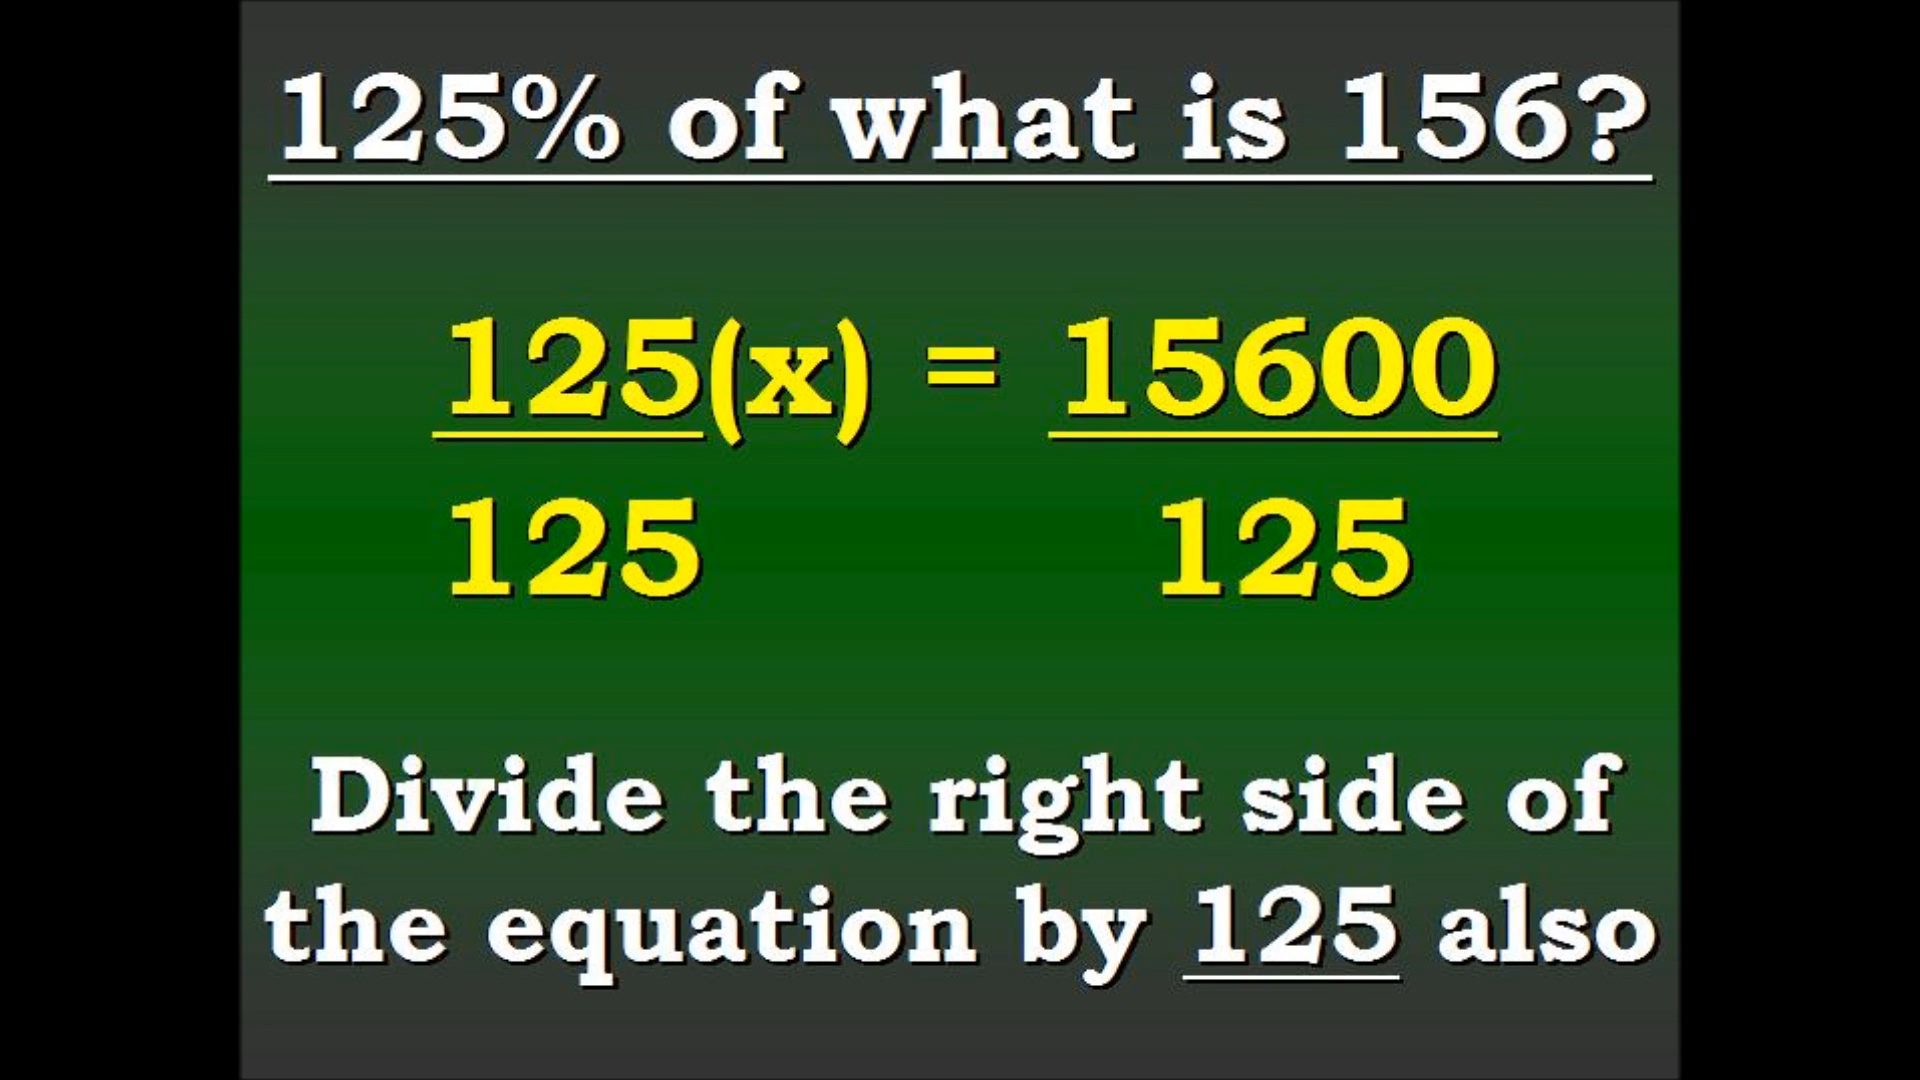 125% of what is 156?
125(x) = 15600
125 125
Divide the right side of
the equation by 125 also